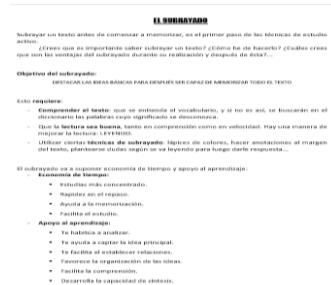 EL SUBRAYADO
Subrayar un texto antes de comenzar a memorizar, es el primer paso de las técnicas de estudio
activo.
¿Crees que es importante saber subrayar un texto? ¿Cómo ha de hacerlo? ¿Cuáles crees
que son las ventajas del subrayado durante su realización y después de ésta?...
Objetivo del subrayado:
DESTACAR LAS IDEAS BÁSICAS PARA DESPUÉS SER CAPAZ DE MEMORIZAR TODO EL TEXTO
Esto requiere:
- Comprender el texto: que se entienda el vocabulario, y si no es así, se buscarán en el
diccionario las palabras cuyo significado se desconozca.
- Que la lectura sea buena, tanto en comprensión como en velocidad. Hay una manera de
mejorar la lectura: LEYENDO.
- Utilizar ciertas técnicas de subrayado: lápices de colores, hacer anotaciones al margen
del texto, plantearse dudas según se va leyendo para luego darle respuesta...
El subrayado va a suponer economía de tiempo y apoyo al aprendizaje:
- Economía de tiempo:
• Estudias más concentrado.
• Rapidez en el repaso.
• Ayuda a la memorización.
• Facilita el estudio.
- Apoyo al aprendizaje:
• Te habitúa a analizar.
• Te ayuda a captar la idea principal.
• Te facilita el establecer relaciones.
• Favorece la organización de las ideas.
• Facilita la comprensión.
• Desarrolla la capacidad de síntesis.